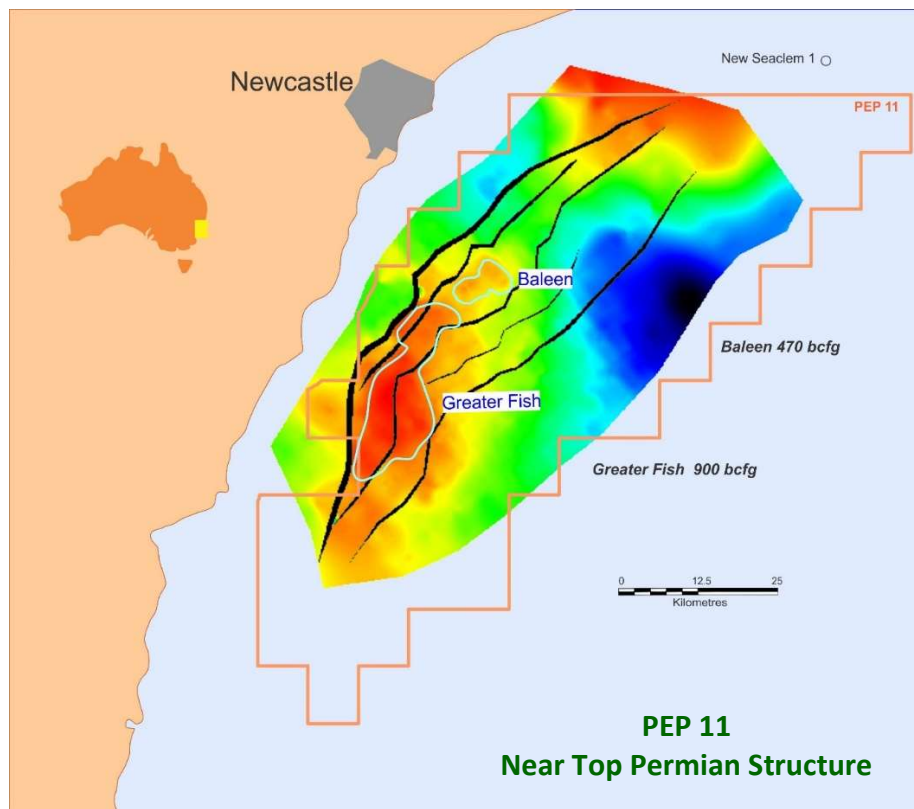 New Seaclem 1
Newcastle
PEP 11
Baleen
Baleen 470 bcfg
Greater Fish
Greater Fish 900 bcfg
0 12.5 25
Kilometres
PEP 11
Near Top Permian Structure